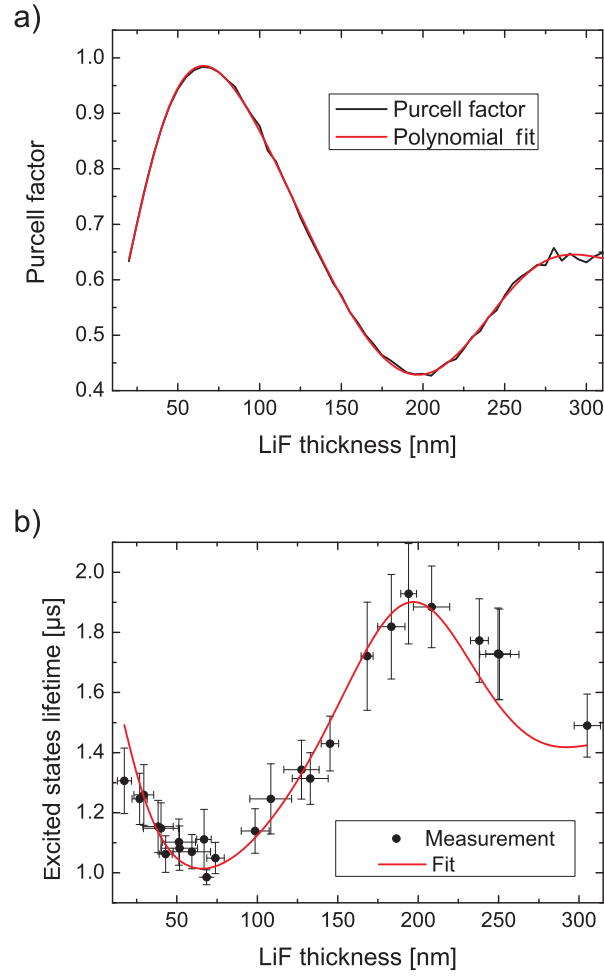 a)
Purcell factor
1.0
0.9
0.8
0.7
0.6
0.5
0.4
Purcell factor
Polynomial fit
50 100 150 200 250 300
LiF thickness [nm]
b)
Excited states lifetime [µs]
2.0
1.8
1.6
1.4
1.2
1.0
Measurement
Fit
50 100 150 200 250 300
LiF thickness [nm]